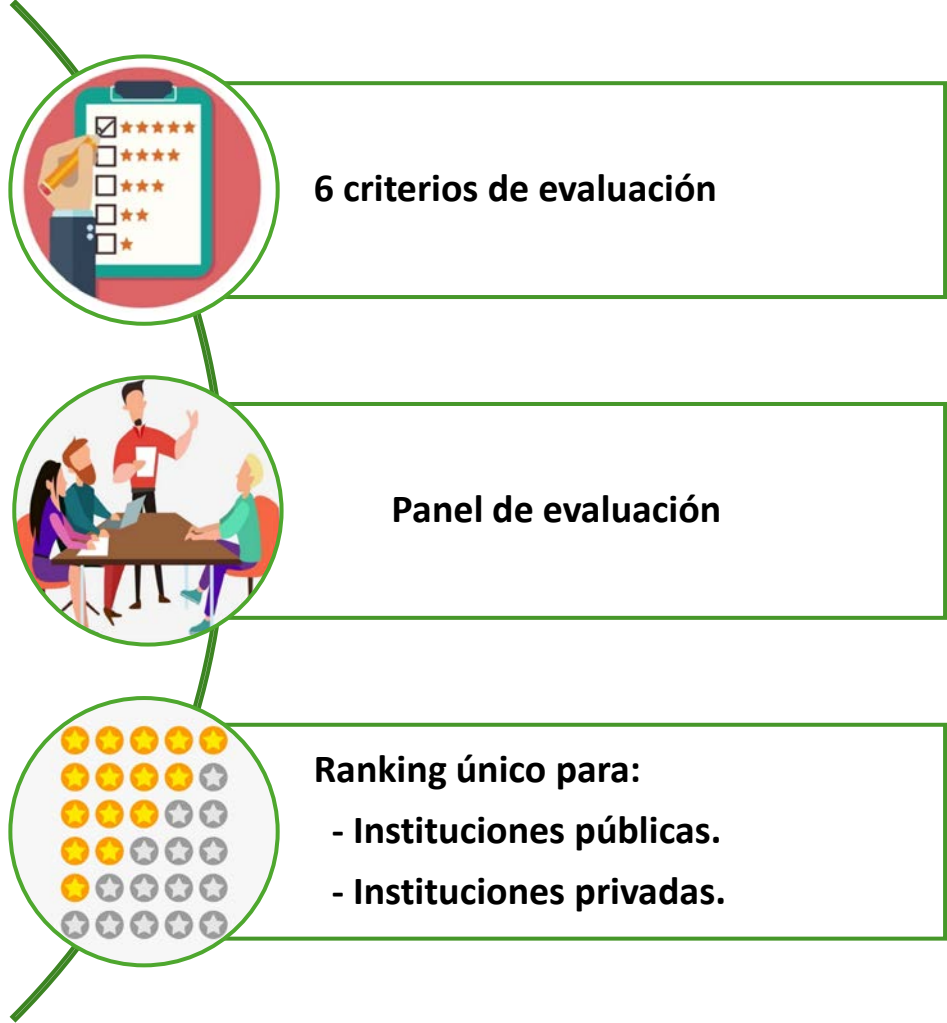 6 criterios de evaluación
Panel de evaluación
Ranking único para:
- Instituciones públicas.
- Instituciones privadas.